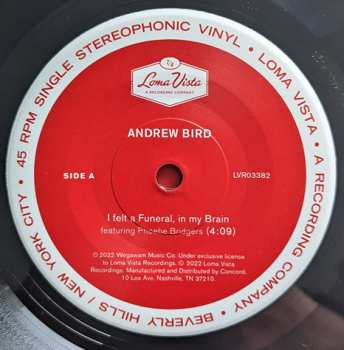 45 RPM SINGLE STEREOPHONIC VINYL • LOMA VISTA • A RECORDING COMPANY • BEVERLY HILLS / NEW YORK CITY •
Loma Vista
A RECORDING COMPANY
ANDREW BIRD
SIDE A LVR03382
I felt a Funeral, in my Brain
featuring Phoebe Bridgers (4:09)
℗ 2022 Wegawam Music Co. Under exclusive license
to Loma Vista Recordings. © 2022 Loma Vista
Recordings. Manufactured and Distributed by Concord,
10 Lea Ave, Nashville, TN 37210.